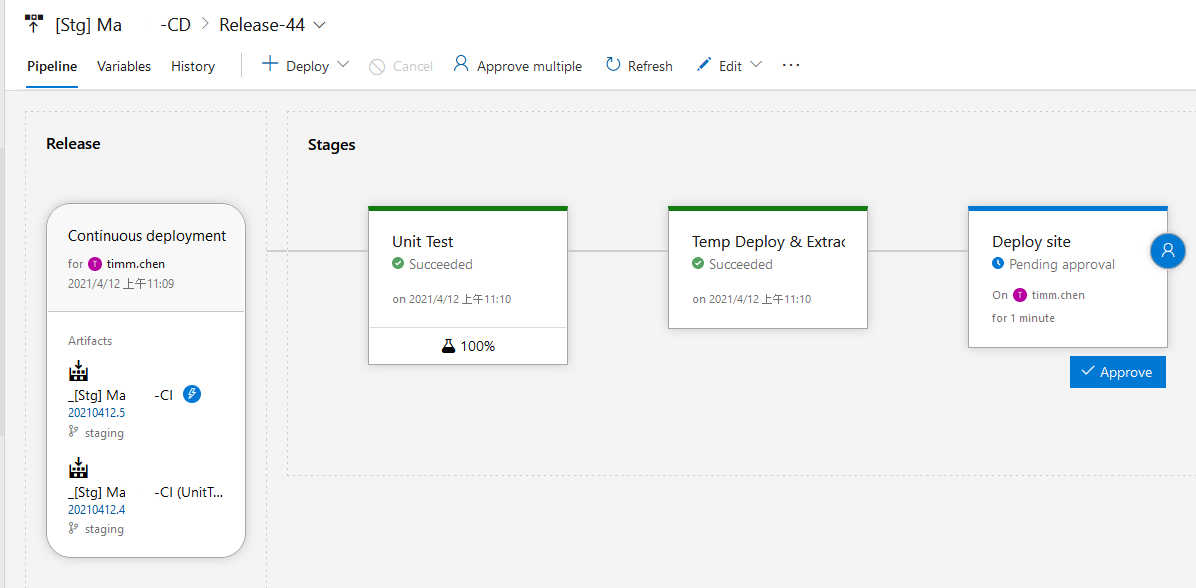 [Stg] Ma -CD > Release-44
Pipeline Variables History Deploy Cancel Approve multiple Refresh Edit ...
Release
Stages
Continuous deployment
for T timm.chen
2021/4/12 上午11:09
Artifacts
_[Stg] Ma -CI
20210412.5
staging
_[Stg] Ma -CI (UnitT...
20210412.4
staging
Unit Test
Succeeded
on 2021/4/12 上午11:10
100%
Temp Deploy & Extrac
Succeeded
on 2021/4/12 上午11:10
Deploy site
Pending approval
On T timm.chen
for 1 minute
Approve